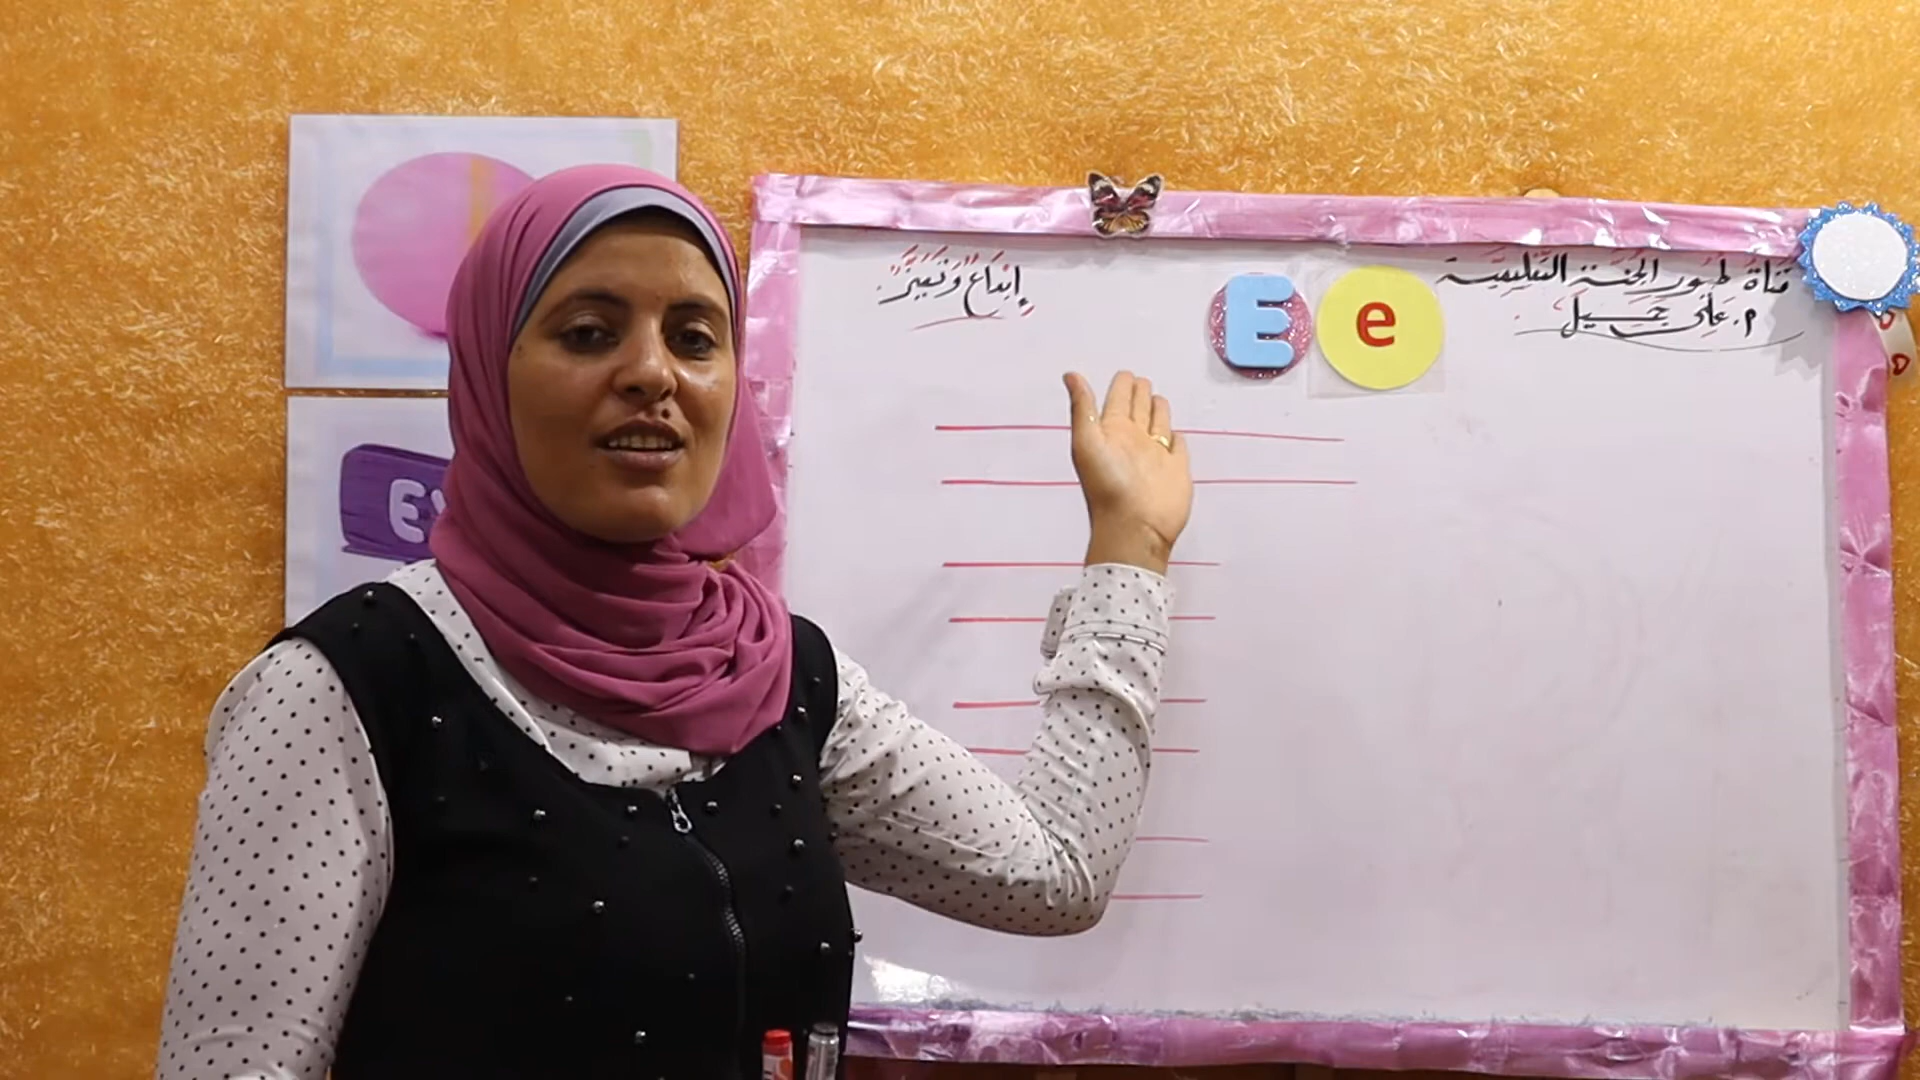 قناة طيور الجنة التعليمية
م. علي جميل
إبداع وتميز
E e